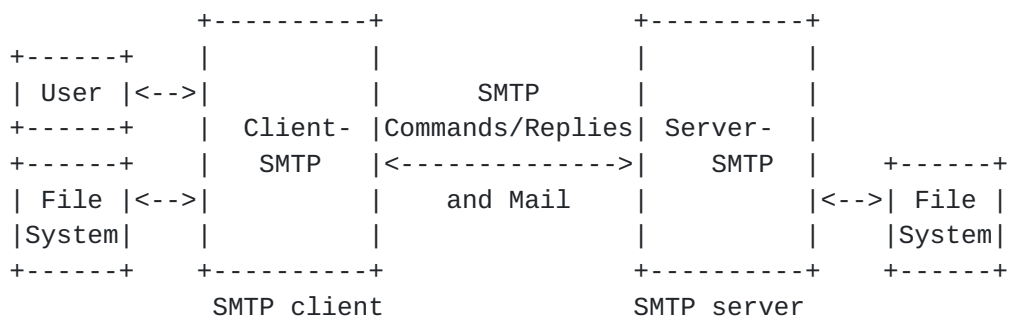 +----------+                +----------+
+------+    |          |                |          |
| User |<-->|          |      SMTP      |          |
+------+    |  Client- |Commands/Replies| Server-  |
+------+    |   SMTP   |<-------------->|    SMTP  |    +------+
| File |<-->|          |    and Mail    |          |<-->| File |
|System|    |          |                |          |    |System|
+------+    +----------+                +----------+    +------+
             SMTP client                SMTP server